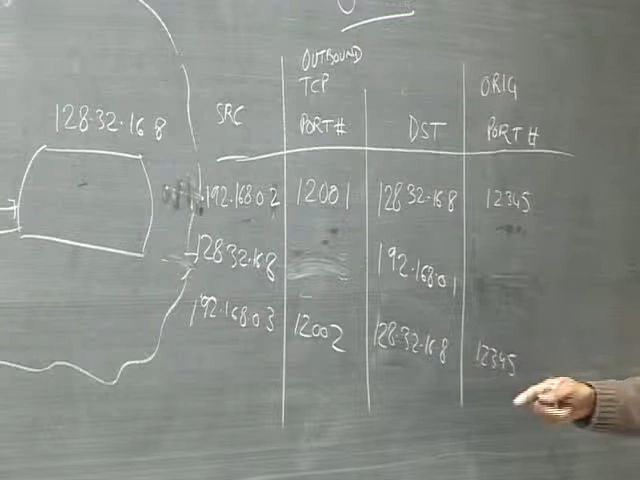 128.32.16 8
SRC
OUTBOUND
TCP
PORT#
DST
ORIG
PORT #
192.168.0 2 12001 128 32.16.8 12345
128.32.16.8 192.168.0 1
192.168.0 3 12002 128.32.16.8 12345